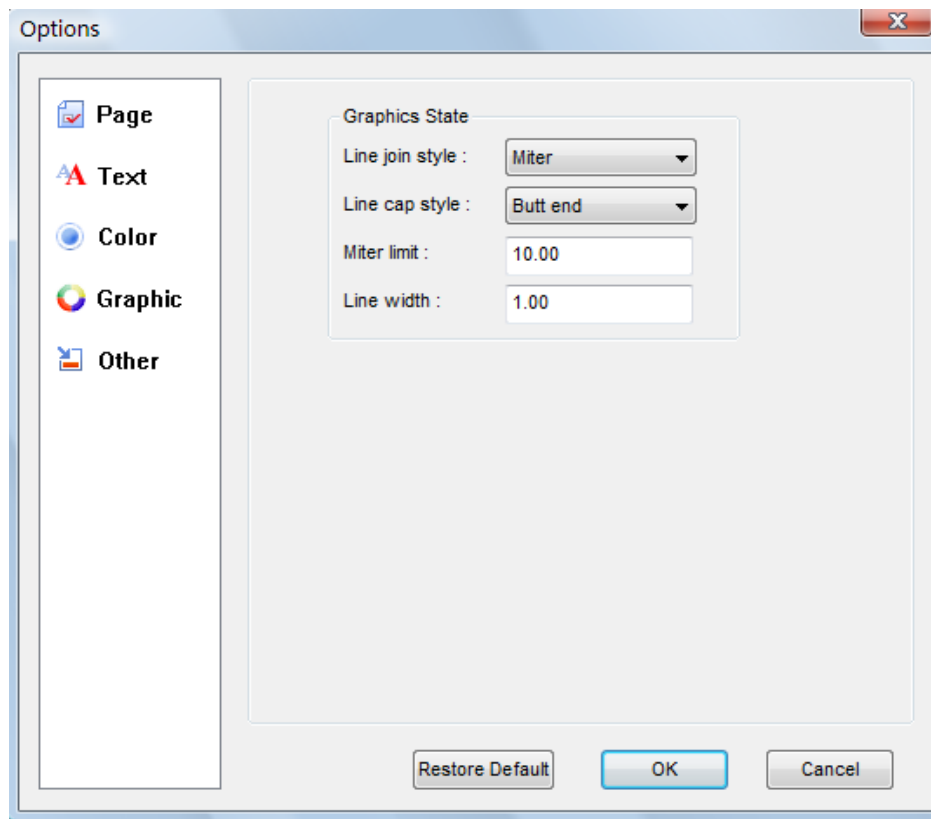 Options
Page
Text
Color
Graphic
Other
Graphics State
Line join style : Miter
Line cap style : Butt end
Miter limit : 10.00
Line width : 1.00
Restore Default OK Cancel